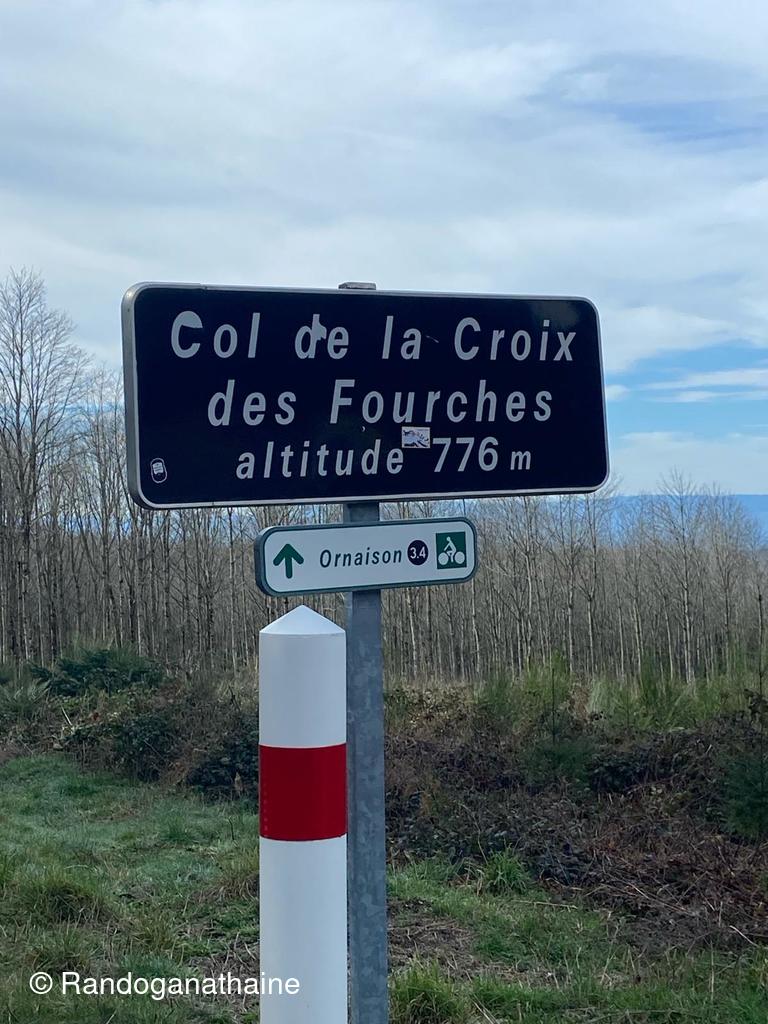 Col de la Croix
des Fourches
altitude 776 m
Ornaison 3.4
© Randoganathaine